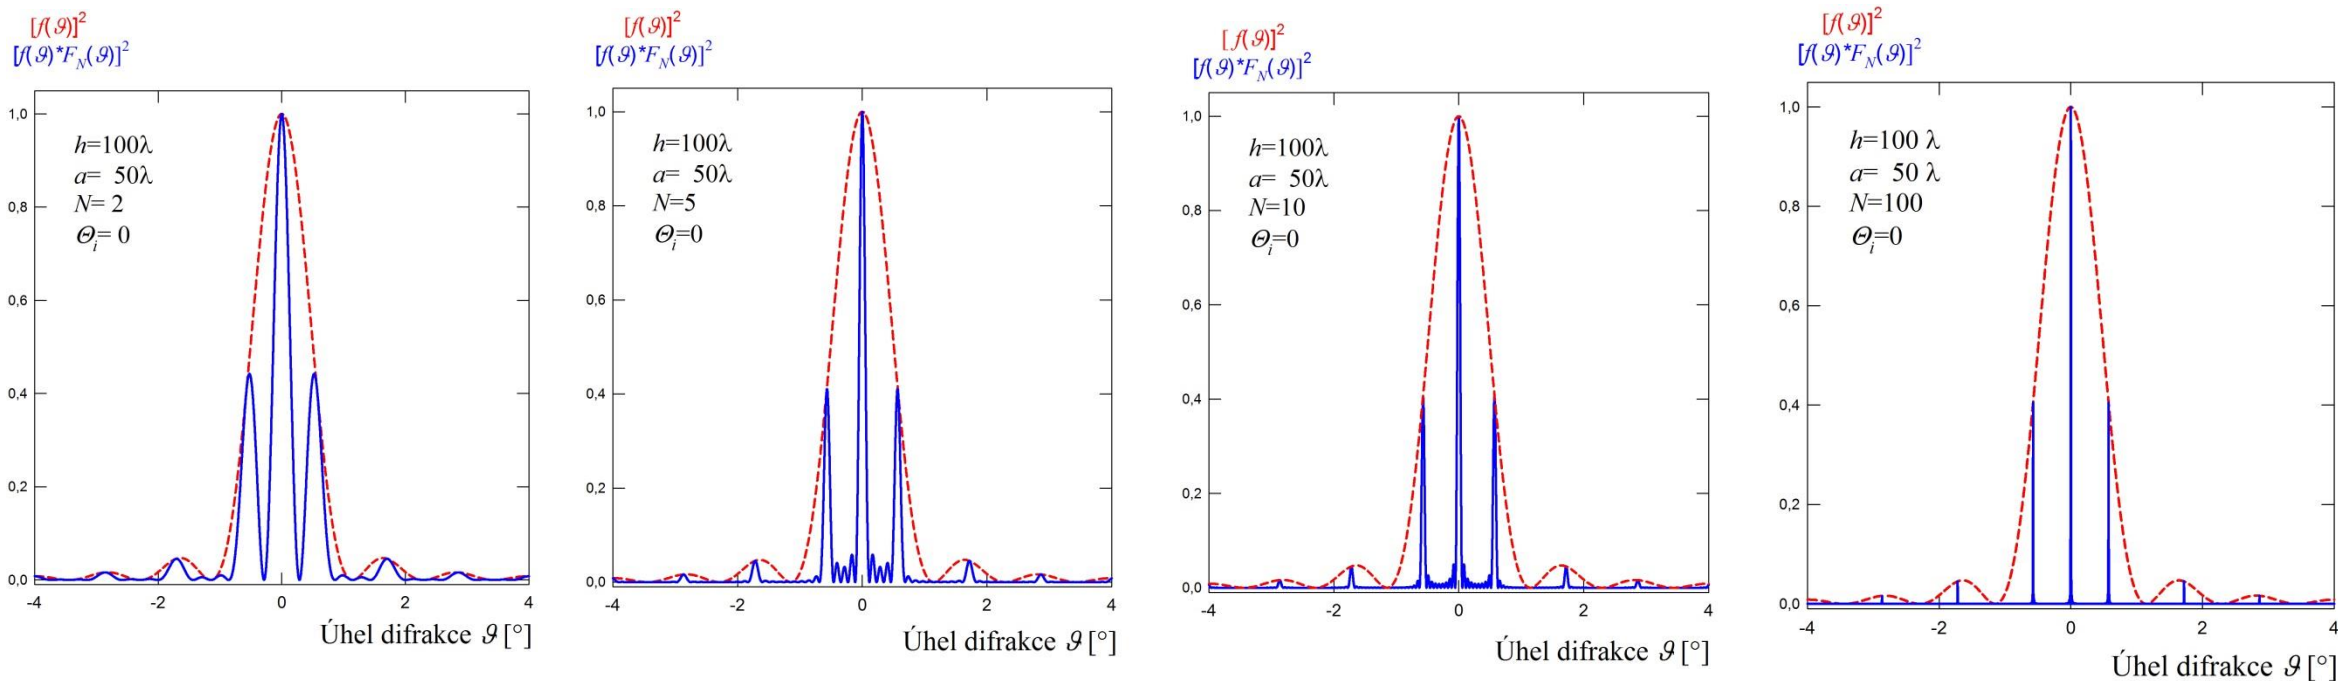 [f(ϑ)]²
[f(ϑ)*F_N(ϑ)]²
1,0
0,8
0,6
0,4
0,2
0,0
h=100λ
a= 50λ
N= 2
Θ_i= 0
-4 -2 0 2 4
Úhel difrakce ϑ [°]
[f(ϑ)]²
[f(ϑ)*F_N(ϑ)]²
1,0
0,8
0,6
0,4
0,2
0,0
h=100λ
a= 50λ
N=5
Θ_i=0
-4 -2 0 2 4
Úhel difrakce ϑ [°]
[f(ϑ)]²
[f(ϑ)*F_N(ϑ)]²
1,0
0,8
0,6
0,4
0,2
0,0
h=100λ
a= 50λ
N=10
Θ_i=0
-4 -2 0 2 4
Úhel difrakce ϑ [°]
[f(ϑ)]²
[f(ϑ)*F_N(ϑ)]²
1,0
0,8
0,6
0,4
0,2
0,0
h=100 λ
a= 50 λ
N=100
Θ_i=0
-4 -2 0 2 4
Úhel difrakce ϑ [°]